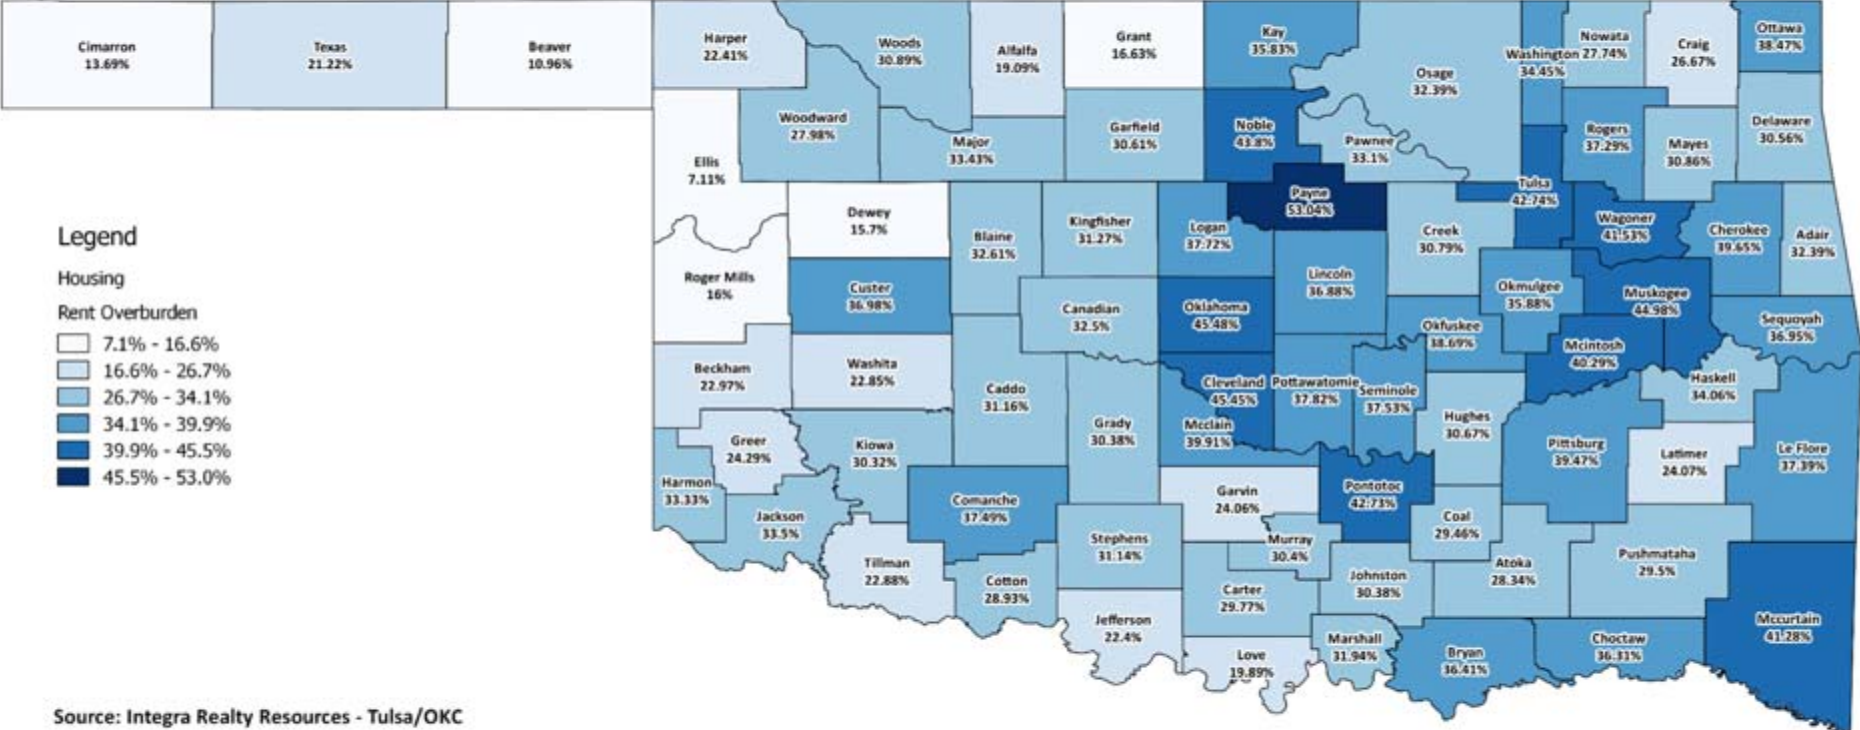 Cimarron
13.69%
Texas
21.22%
Beaver
10.96%
Harper
22.41%
Woods
30.89%
Alfalfa
19.09%
Grant
16.63%
Kay
35.83%
Osage
32.39%
Washington
34.45%
Nowata
27.74%
Craig
26.67%
Ottawa
38.47%
Ellis
7.11%
Woodward
27.98%
Major
33.43%
Garfield
30.61%
Noble
43.8%
Pawnee
33.1%
Rogers
37.29%
Mayes
30.86%
Delaware
30.56%
Payne
53.04%
Tulsa
42.74%
Dewey
15.7%
Blaine
32.61%
Kingfisher
31.27%
Logan
37.72%
Creek
30.79%
Wagoner
41.53%
Cherokee
39.65%
Adair
32.39%
Roger Mills
16%
Custer
36.98%
Canadian
32.5%
Oklahoma
45.48%
Lincoln
36.88%
Okmulgee
35.88%
Muskogee
44.98%
Okfuskee
38.69%
Mcintosh
40.29%
Sequoyah
36.95%
Beckham
22.97%
Washita
22.85%
Caddo
31.16%
Grady
30.38%
Cleveland
45.45%
Pottawatomie
37.82%
Seminole
37.53%
Haskell
34.06%
Greer
24.29%
Kiowa
30.32%
Mcclain
39.91%
Hughes
30.67%
Pittsburg
39.47%
Latimer
24.07%
Le Flore
37.39%
Harmon
33.33%
Jackson
33.5%
Comanche
37.49%
Garvin
24.06%
Pontotoc
42.73%
Coal
29.46%
Tillman
22.88%
Cotton
28.93%
Stephens
31.14%
Murray
30.4%
Johnston
30.38%
Atoka
28.34%
Pushmataha
29.5%
Jefferson
22.4%
Carter
29.77%
Love
19.89%
Marshall
31.94%
Bryan
36.41%
Choctaw
36.31%
Mccurtain
41.28%
Legend
Housing
Rent Overburden
7.1% - 16.6%
16.6% - 26.7%
26.7% - 34.1%
34.1% - 39.9%
39.9% - 45.5%
45.5% - 53.0%
Source: Integra Realty Resources - Tulsa/OKC